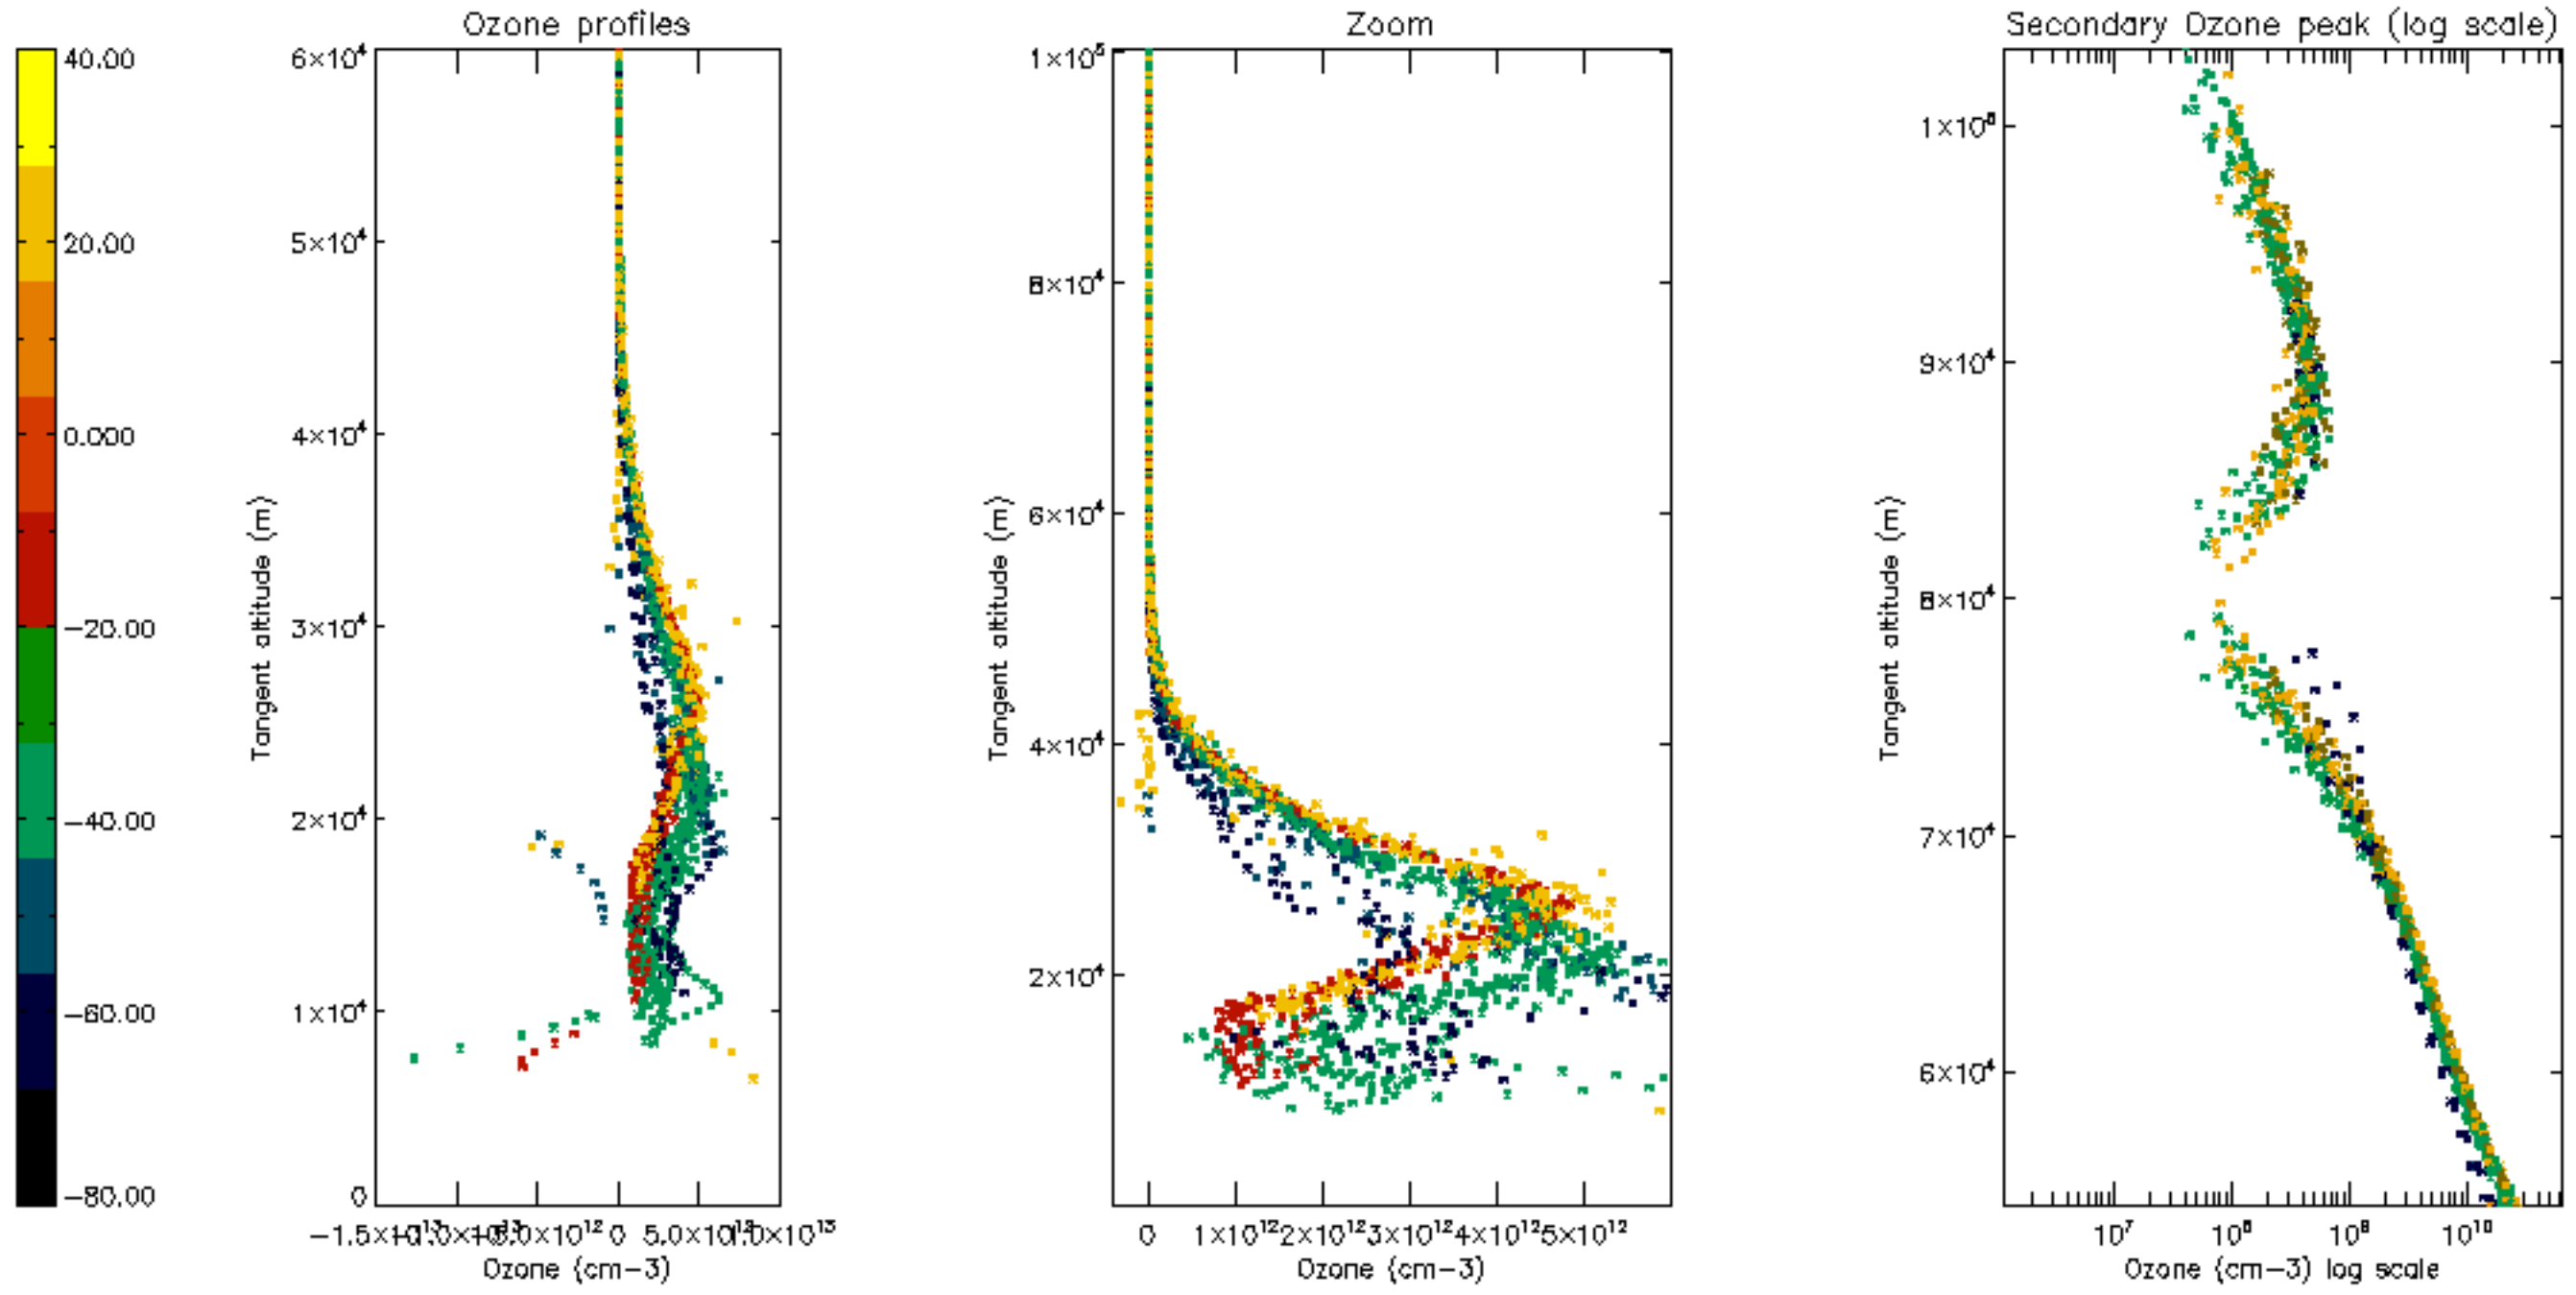 Ozone profiles
Zoom
Secondary Ozone peak (log scale)
40.00
20.00
0.000
−20.00
−40.00
−60.00
−80.00
6×10⁴
5×10⁴
4×10⁴
3×10⁴
2×10⁴
1×10⁴
0
Tangent altitude (m)
0
5.0×10¹²
Ozone (cm−3)
1×10⁵
8×10⁴
6×10⁴
4×10⁴
2×10⁴
Tangent altitude (m)
0 1×10¹² 2×10¹² 3×10¹² 4×10¹² 5×10¹²
Ozone (cm−3)
1×10⁵
9×10⁴
8×10⁴
7×10⁴
6×10⁴
Tangent altitude (m)
10⁷ 10⁸ 10⁹ 10¹⁰
Ozone (cm−3) log scale